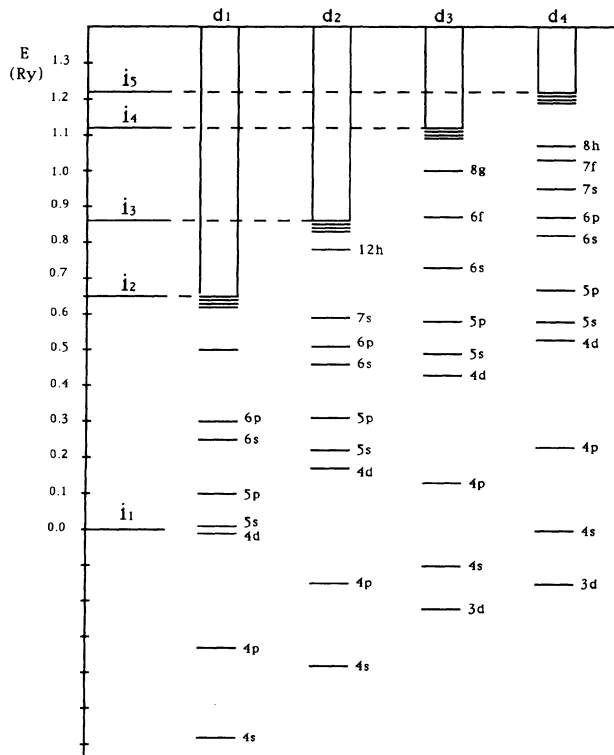 d1 d2 d3 d4
E
(Ry)
1.3
i5
1.2
i4
1.1
8h
7f
1.0
8g
7s
0.9
i3
6f
6p
0.8
6s
12h
0.7
i2
6s
5p
0.6
7s
5p
5s
6p
4d
0.5
5s
6s
0.4
4d
0.3
6p
5p
6s
4p
0.2
5s
4d
4p
0.1
5p
i1
5s
4s
0.0
4d
4s
4p
3d
3d
4p
4s
4s